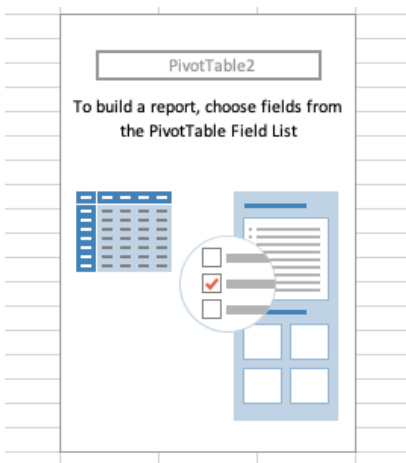 PivotTable2
To build a report, choose fields from
the PivotTable Field List